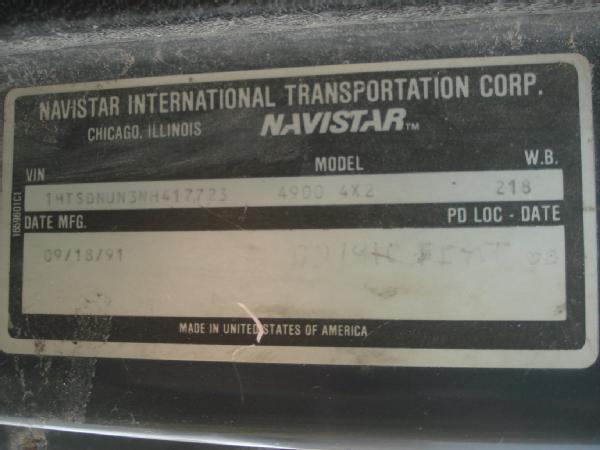 NAVISTAR INTERNATIONAL TRANSPORTATION CORP.
CHICAGO, ILLINOIS NAVISTAR™
VIN MODEL W.B.
1HTSDNUN3NH417723 4900 4X2 218
DATE MFG. PD LOC - DATE
09/18/91
MADE IN UNITED STATES OF AMERICA
1659601C1